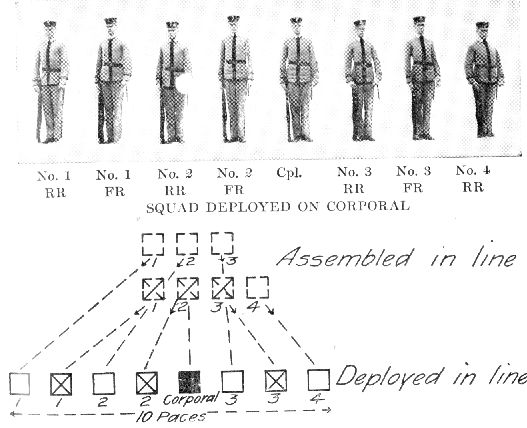 No. 1 No. 1 No. 2 No. 2 Cpl. No. 3 No. 3 No. 4
RR FR RR FR RR FR RR
SQUAD DEPLOYED ON CORPORAL
1 2 3 Assembled in line
1 2 3 4
Deployed in line
1 1 2 2 Corporal 3 3 4
10 Paces